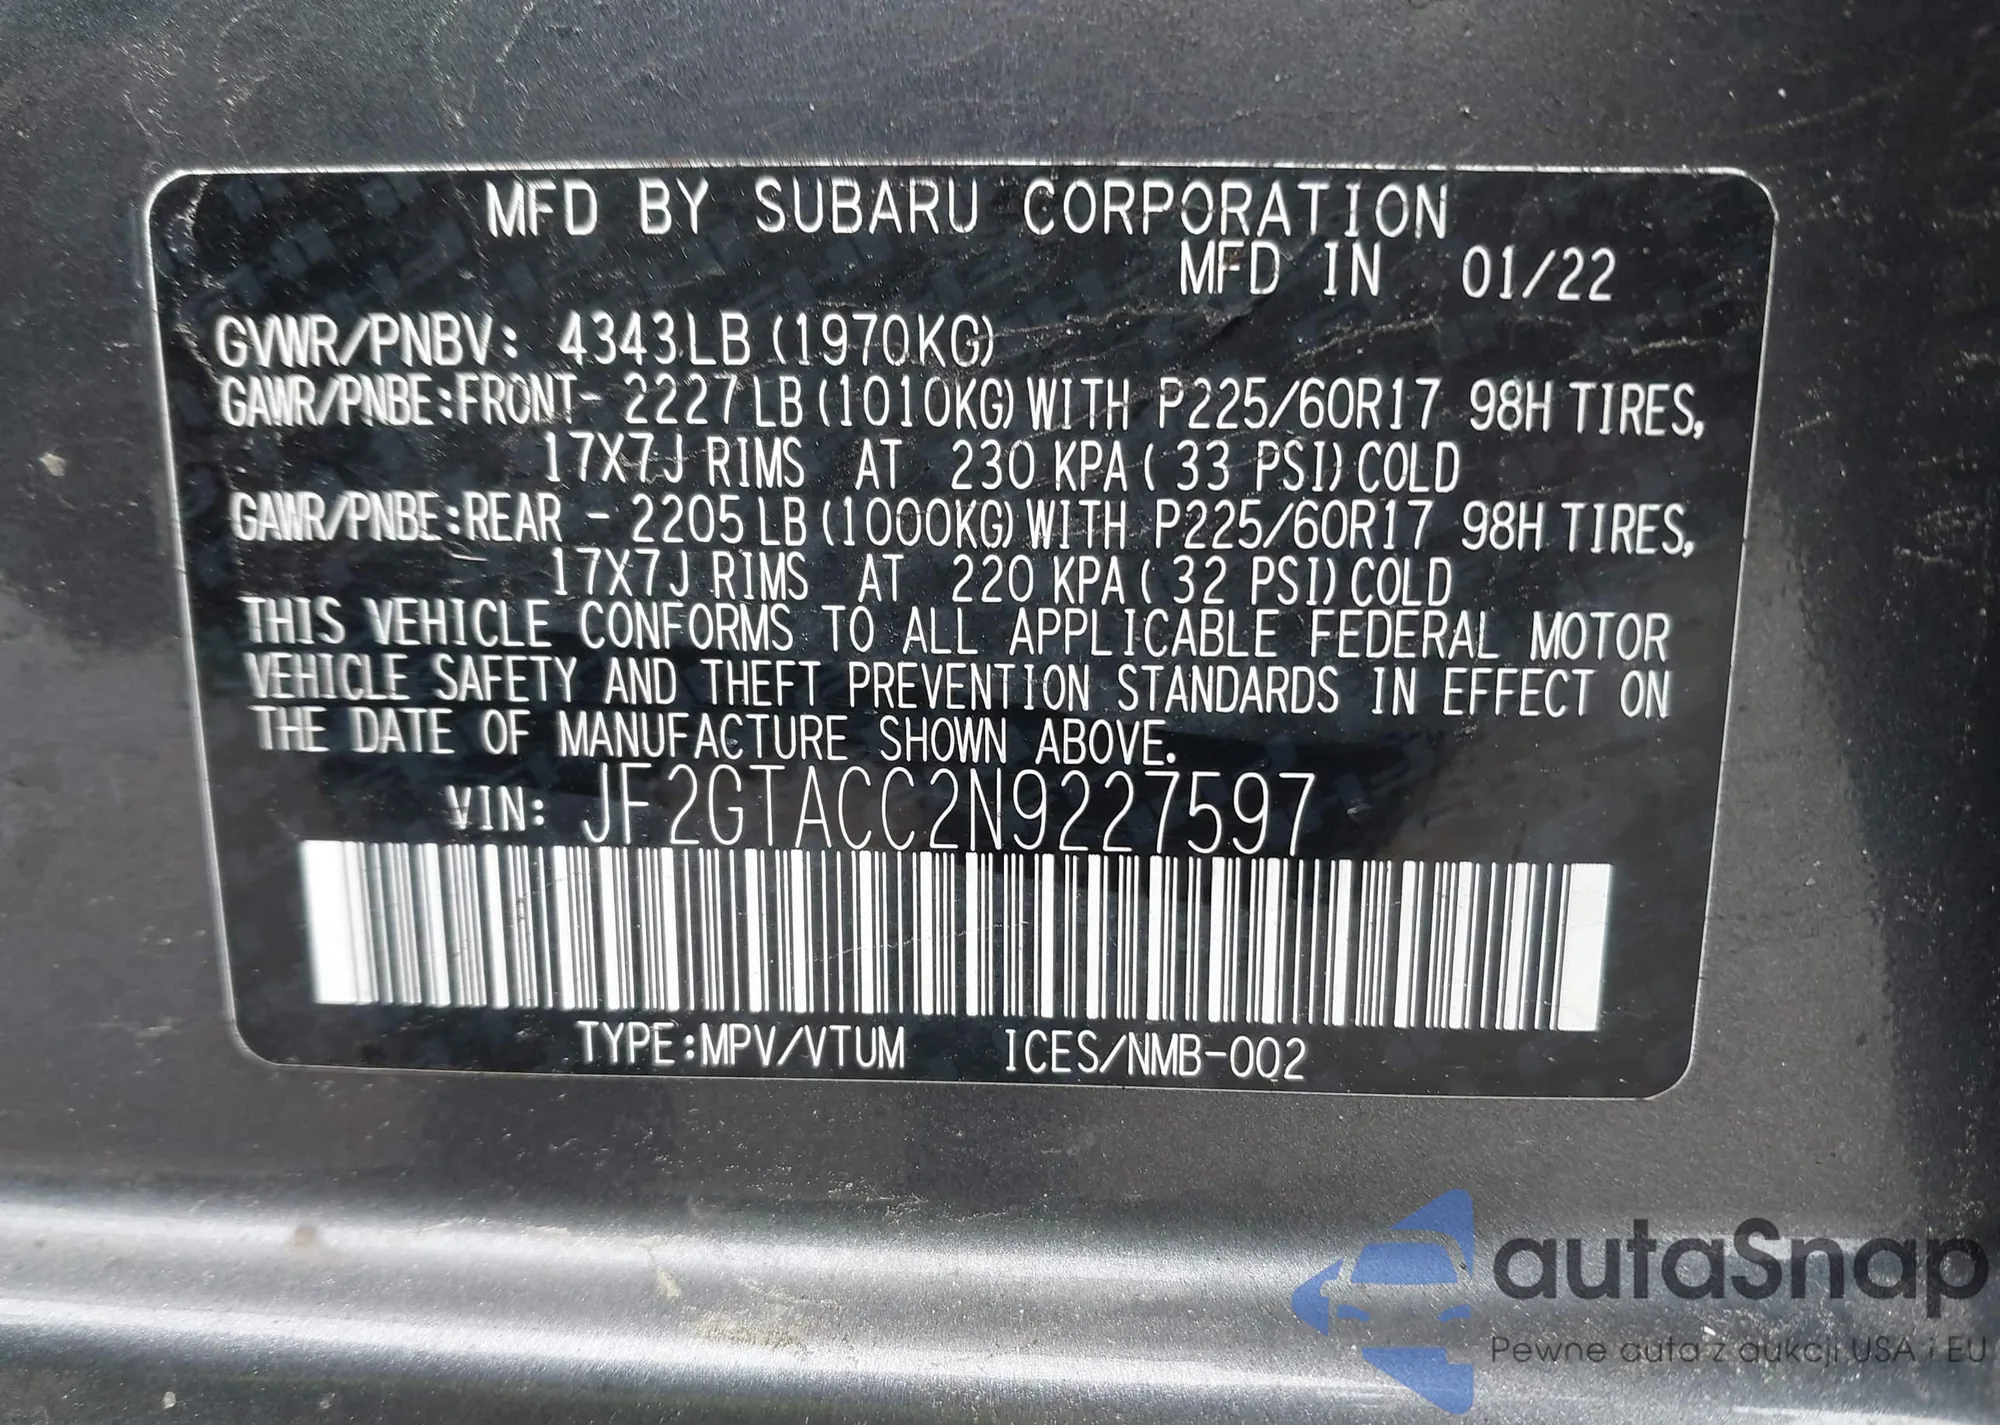 MFD BY SUBARU CORPORATION
MFD IN 01/22
GVWR/PNBV: 4343LB (1970KG)
GAWR/PNBE:FRONT- 2227LB (1010KG) WITH P225/60R17 98H TIRES,
17X7J RIMS AT 230 KPA ( 33 PSI) COLD
GAWR/PNBE:REAR - 2205LB (1000KG) WITH P225/60R17 98H TIRES,
17X7J RIMS AT 220 KPA ( 32 PSI) COLD
THIS VEHICLE CONFORMS TO ALL APPLICABLE FEDERAL MOTOR
VEHICLE SAFETY AND THEFT PREVENTION STANDARDS IN EFFECT ON
THE DATE OF MANUFACTURE SHOWN ABOVE.
VIN: JF2GTACC2N9227597
TYPE:MPV/VTUM ICES/NMB-002
autaSnap
Pewne auta z aukcji USA i EU